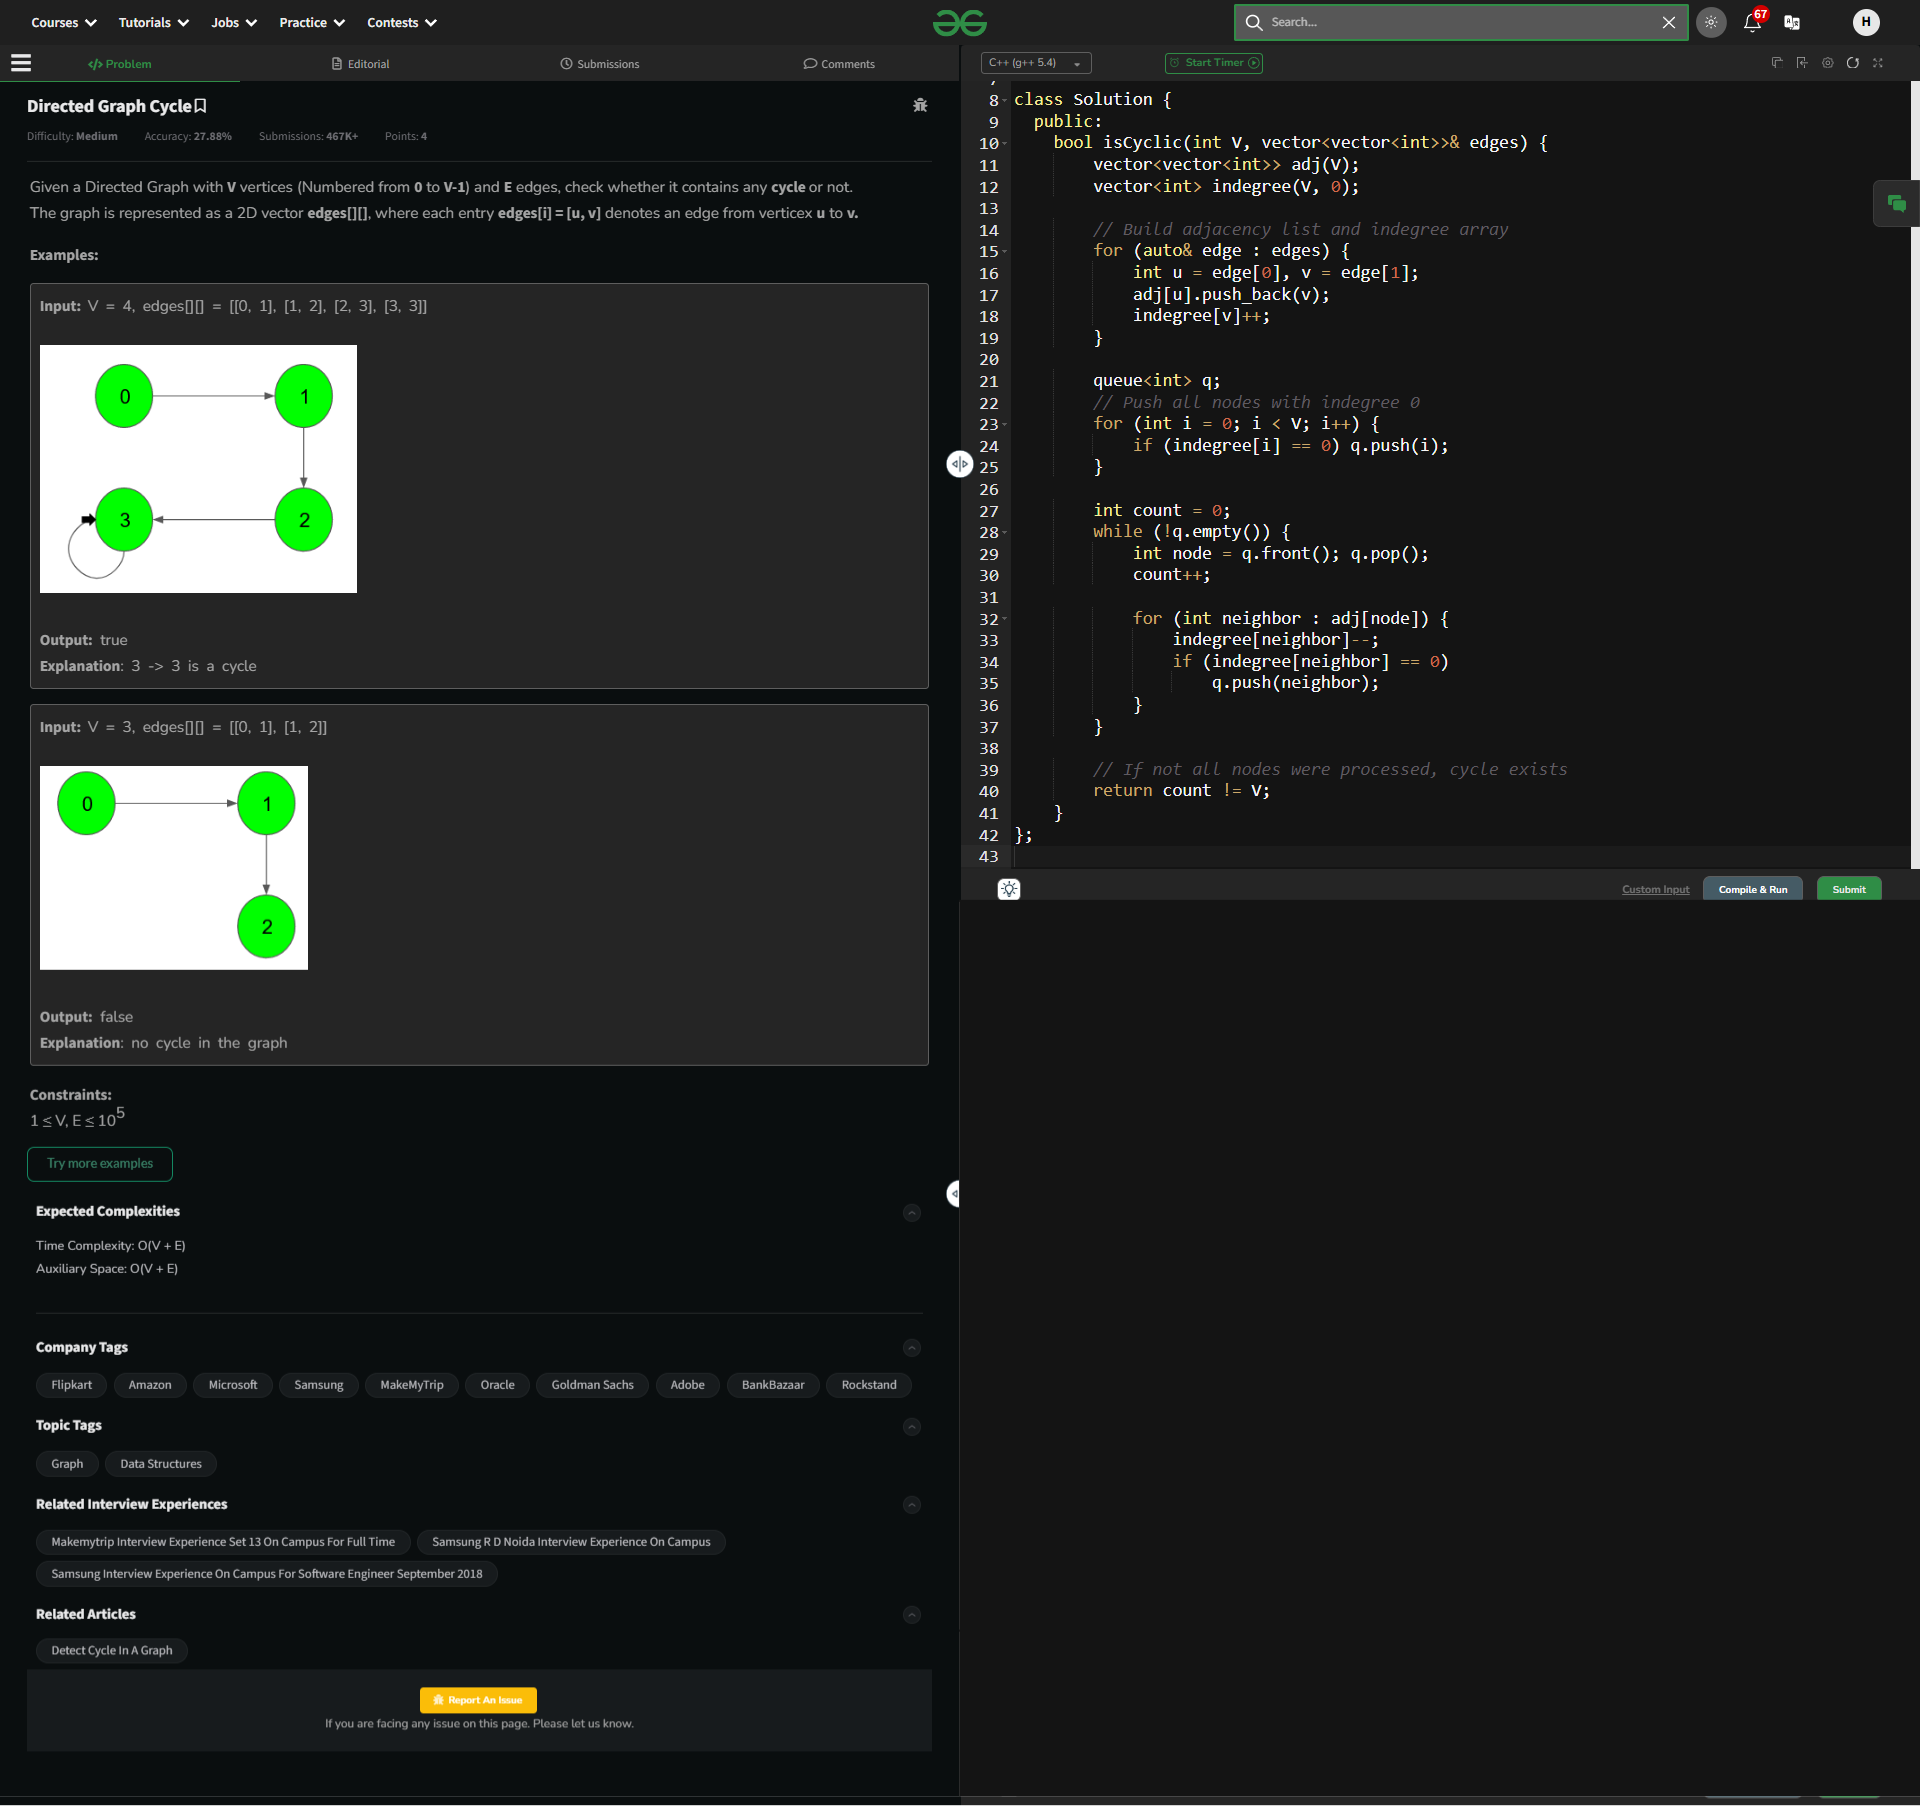 Courses Tutorials Jobs Practice Contests
Search...
67
H
</> Problem Editorial Submissions Comments
Directed Graph Cycle
Difficulty: Medium Accuracy: 27.88% Submissions: 467K+ Points: 4
Given a Directed Graph with V vertices (Numbered from 0 to V-1) and E edges, check whether it contains any cycle or not.
The graph is represented as a 2D vector edges[][], where each entry edges[i] = [u, v] denotes an edge from verticex u to v.
Examples:
Input: V = 4, edges[][] = [[0, 1], [1, 2], [2, 3], [3, 3]]
0 1
3 2
Output: true
Explanation: 3 -> 3 is a cycle
Input: V = 3, edges[][] = [[0, 1], [1, 2]]
0 1
2
Output: false
Explanation: no cycle in the graph
Constraints:
1 ≤ V, E ≤ 10^5
Try more examples
Expected Complexities
Time Complexity: O(V + E)
Auxiliary Space: O(V + E)
Company Tags
Flipkart Amazon Microsoft Samsung MakeMyTrip Oracle Goldman Sachs Adobe BankBazaar Rockstand
Topic Tags
Graph Data Structures
Related Interview Experiences
Makemytrip Interview Experience Set 13 On Campus For Full Time Samsung R D Noida Interview Experience On Campus
Samsung Interview Experience On Campus For Software Engineer September 2018
Related Articles
Detect Cycle In A Graph
Report An Issue
If you are facing any issue on this page. Please let us know.
C++ (g++ 5.4) Start Timer
8 class Solution {
9 public:
10 bool isCyclic(int V, vector<vector<int>>& edges) {
11 vector<vector<int>> adj(V);
12 vector<int> indegree(V, 0);
13
14 // Build adjacency list and indegree array
15 for (auto& edge : edges) {
16 int u = edge[0], v = edge[1];
17 adj[u].push_back(v);
18 indegree[v]++;
19 }
20
21 queue<int> q;
22 // Push all nodes with indegree 0
23 for (int i = 0; i < V; i++) {
24 if (indegree[i] == 0) q.push(i);
25 }
26
27 int count = 0;
28 while (!q.empty()) {
29 int node = q.front(); q.pop();
30 count++;
31
32 for (int neighbor : adj[node]) {
33 indegree[neighbor]--;
34 if (indegree[neighbor] == 0)
35 q.push(neighbor);
36 }
37 }
38
39 // If not all nodes were processed, cycle exists
40 return count != V;
41 }
42 };
43
Custom Input Compile & Run Submit